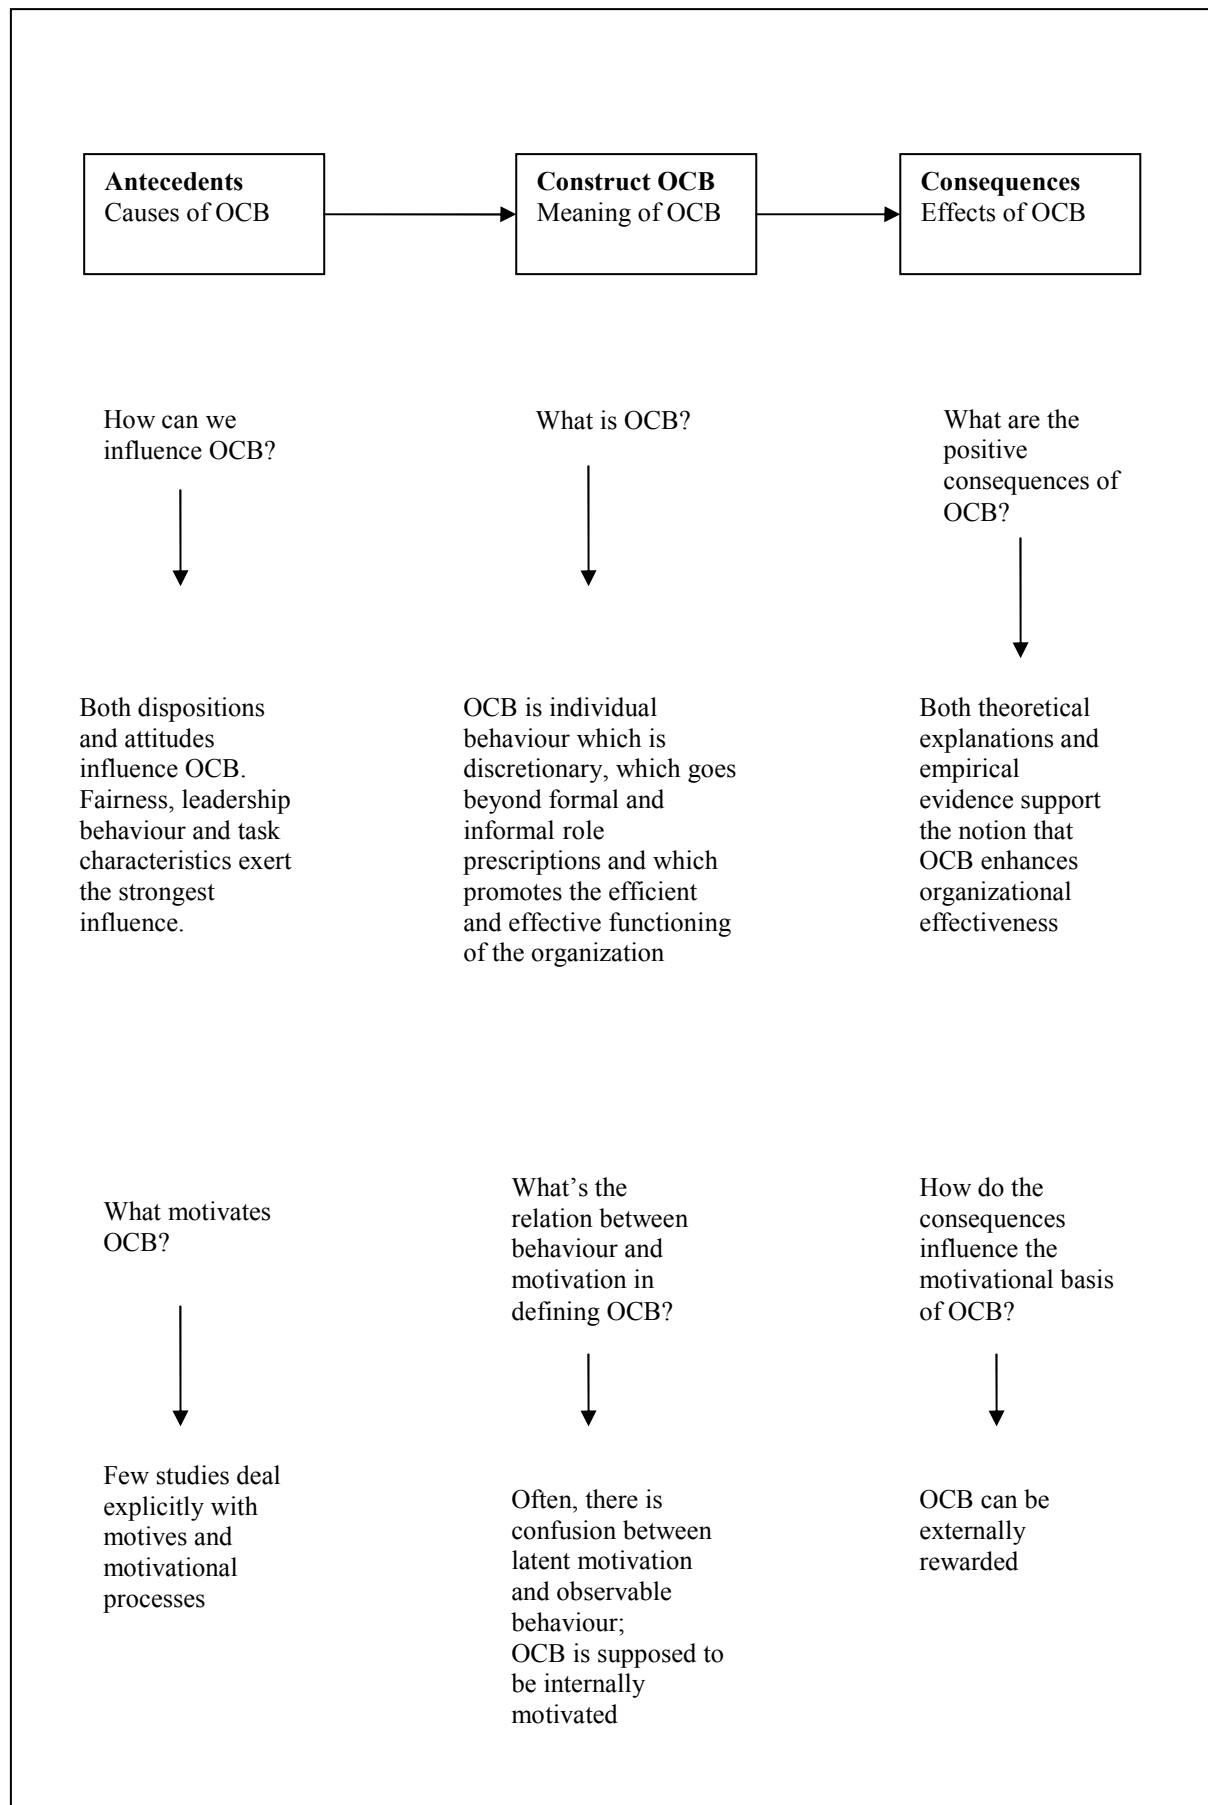 Antecedents
Causes of OCB
Construct OCB
Meaning of OCB
Consequences
Effects of OCB
How can we
influence OCB?
What is OCB?
What are the
positive
consequences of
OCB?
Both dispositions
and attitudes
influence OCB.
Fairness, leadership
behaviour and task
characteristics exert
the strongest
influence.
OCB is individual
behaviour which is
discretionary, which goes
beyond formal and
informal role
prescriptions and which
promotes the efficient
and effective functioning
of the organization
Both theoretical
explanations and
empirical
evidence support
the notion that
OCB enhances
organizational
effectiveness
What motivates
OCB?
What’s the
relation between
behaviour and
motivation in
defining OCB?
How do the
consequences
influence the
motivational basis
of OCB?
Few studies deal
explicitly with
motives and
motivational
processes
Often, there is
confusion between
latent motivation
and observable
behaviour;
OCB is supposed to
be internally
motivated
OCB can be
externally
rewarded